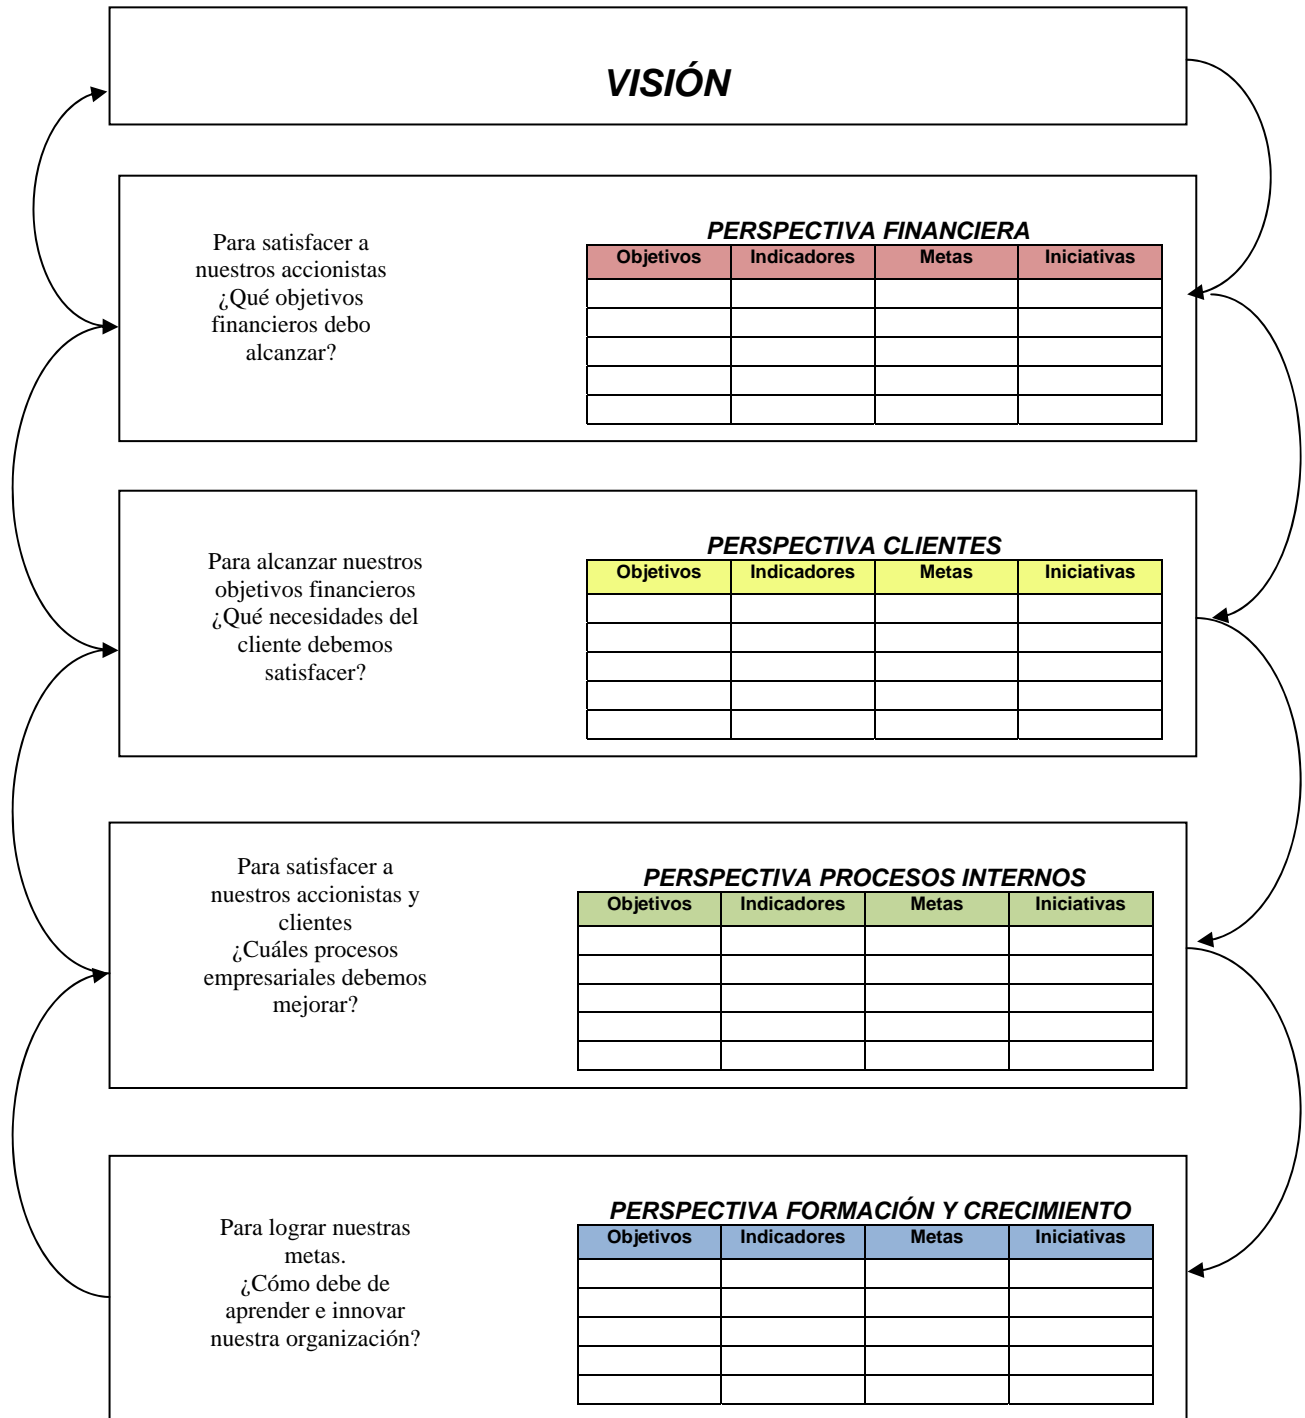 VISIÓN
Para satisfacer a
nuestros accionistas
¿Qué objetivos
financieros debo
alcanzar?
PERSPECTIVA FINANCIERA
Objetivos Indicadores Metas Iniciativas
Para alcanzar nuestros
objetivos financieros
¿Qué necesidades del
cliente debemos
satisfacer?
PERSPECTIVA CLIENTES
Objetivos Indicadores Metas Iniciativas
Para satisfacer a
nuestros accionistas y
clientes
¿Cuáles procesos
empresariales debemos
mejorar?
PERSPECTIVA PROCESOS INTERNOS
Objetivos Indicadores Metas Iniciativas
Para lograr nuestras
metas.
¿Cómo debe de
aprender e innovar
nuestra organización?
PERSPECTIVA FORMACIÓN Y CRECIMIENTO
Objetivos Indicadores Metas Iniciativas